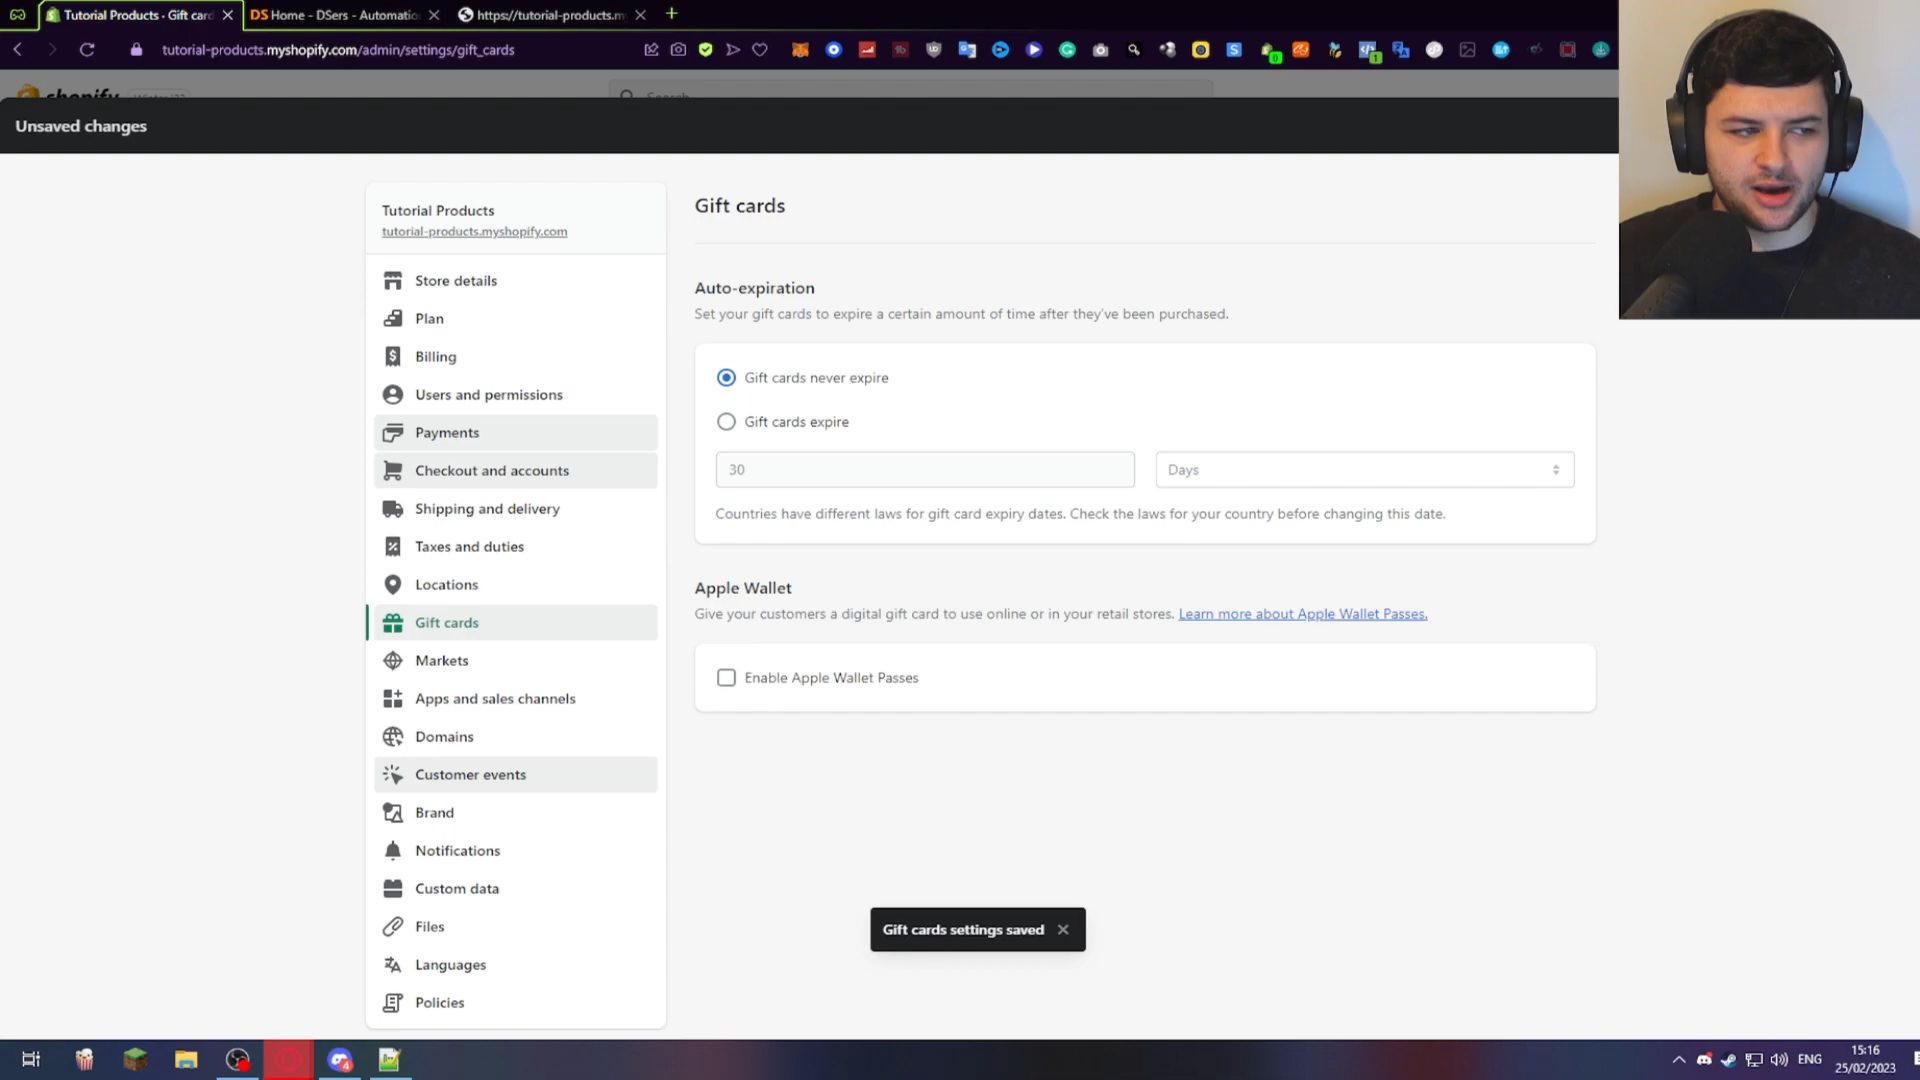 Tutorial Products · Gift card
DS Home - DSers - Automatio
https://tutorial-products.m
tutorial-products.myshopify.com/admin/settings/gift_cards
shopify
Search
Unsaved changes
Tutorial Products
tutorial-products.myshopify.com
Store details
Plan
Billing
Users and permissions
Payments
Checkout and accounts
Shipping and delivery
Taxes and duties
Locations
Gift cards
Markets
Apps and sales channels
Domains
Customer events
Brand
Notifications
Custom data
Files
Languages
Policies
Gift cards
Auto-expiration
Set your gift cards to expire a certain amount of time after they've been purchased.
Gift cards never expire
Gift cards expire
30
Days
Countries have different laws for gift card expiry dates. Check the laws for your country before changing this date.
Apple Wallet
Give your customers a digital gift card to use online or in your retail stores. Learn more about Apple Wallet Passes.
Enable Apple Wallet Passes
Gift cards settings saved
ENG
15:16
25/02/2023